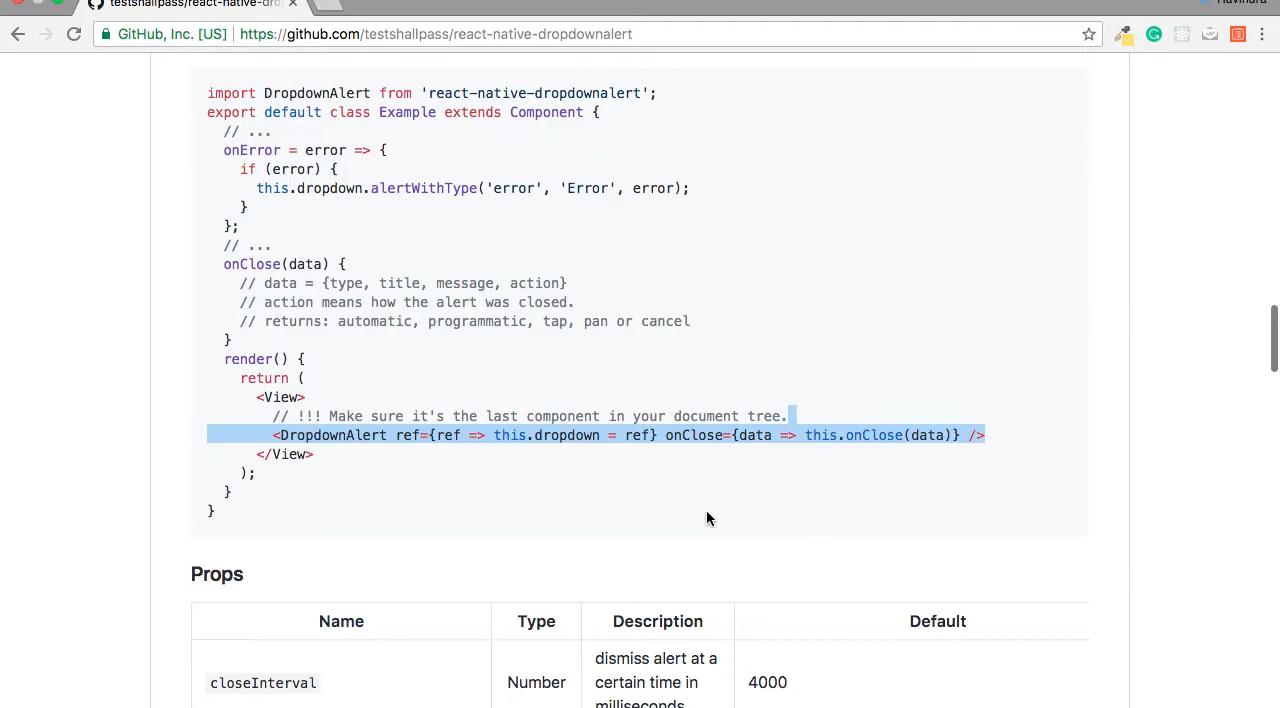 testshallpass/react-native-dro
Ravindra
GitHub, Inc. [US] https://github.com/testshallpass/react-native-dropdownalert
import DropdownAlert from 'react-native-dropdownalert';
export default class Example extends Component {
// ...
onError = error => {
if (error) {
this.dropdown.alertWithType('error', 'Error', error);
}
};
// ...
onClose(data) {
// data = {type, title, message, action}
// action means how the alert was closed.
// returns: automatic, programmatic, tap, pan or cancel
}
render() {
return (
<View>
// !!! Make sure it's the last component in your document tree.
<DropdownAlert ref={ref => this.dropdown = ref} onClose={data => this.onClose(data)} />
</View>
);
}
}
Props
Name Type Description Default
closeInterval Number dismiss alert at a certain time in milliseconds 4000